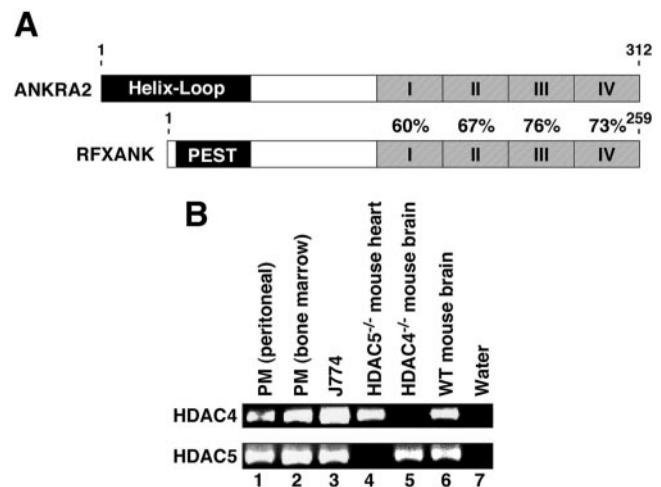 A
1 312
ANKRA2 Helix-Loop I II III IV
1 60% 67% 76% 73% 259
RFXANK PEST I II III IV
B
PM (peritoneal)
PM (bone marrow)
J774
HDAC5-/- mouse heart
HDAC4-/- mouse brain
WT mouse brain
Water
HDAC4
HDAC5
1 2 3 4 5 6 7